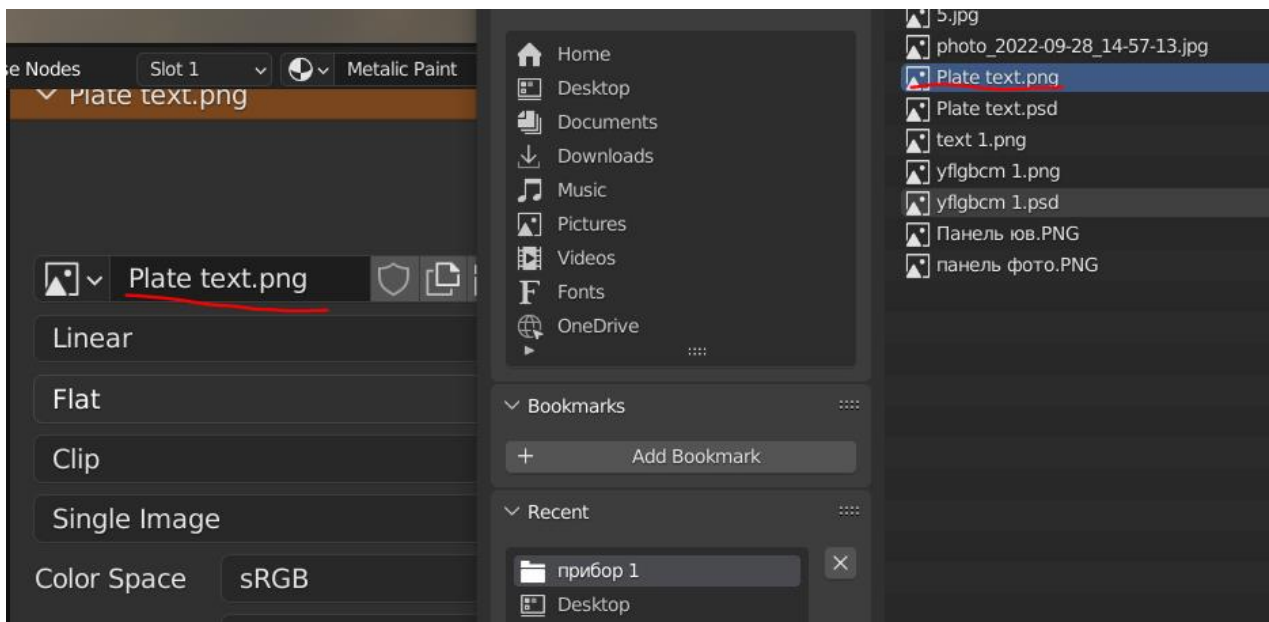 se Nodes
Slot 1
Metalic Paint
Plate text.png
Plate text.png
Linear
Flat
Clip
Single Image
Color Space
sRGB
Home
Desktop
Documents
Downloads
Music
Pictures
Videos
Fonts
OneDrive
Bookmarks
Add Bookmark
Recent
прибор 1
Desktop
5.jpg
photo_2022-09-28_14-57-13.jpg
Plate text.png
Plate text.psd
text 1.png
yflgbcm 1.png
yflgbcm 1.psd
Панель юв.PNG
панель фото.PNG